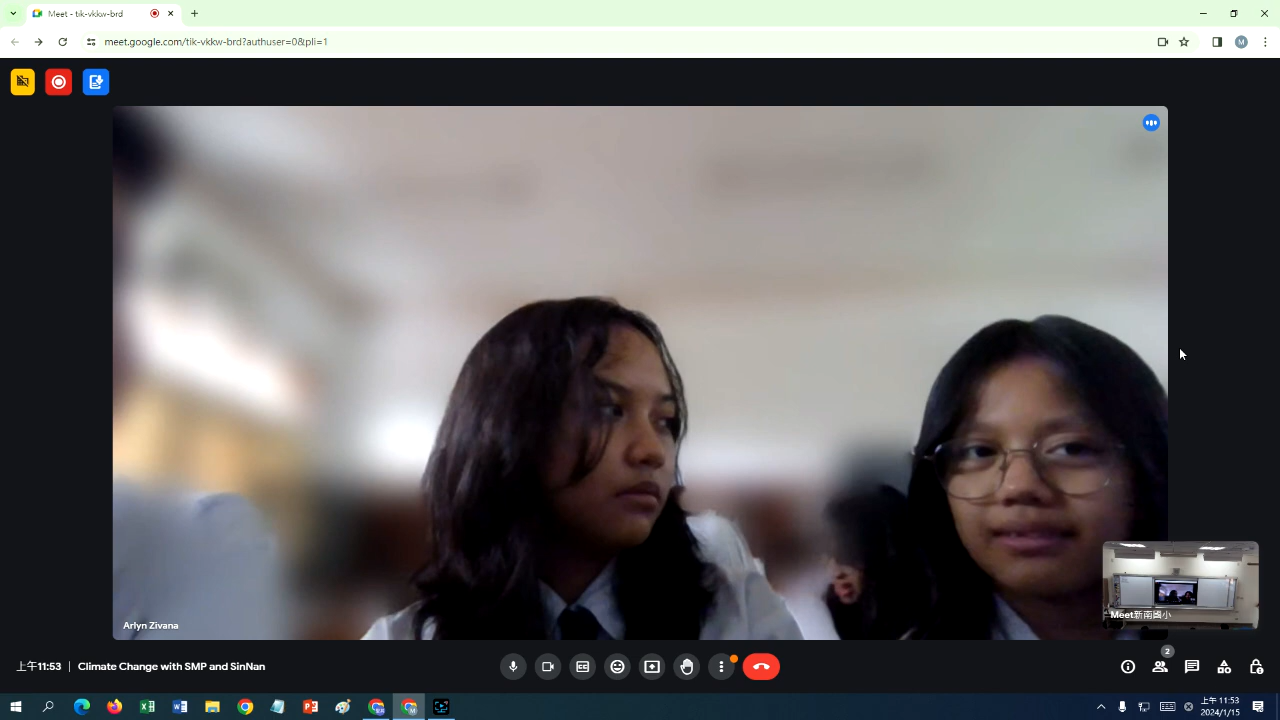 Meet - tik-vkkw-brd
meet.google.com/tik-vkkw-brd?authuser=0&pli=1
M
Arlyn Zivana
Meet新南國小
上午11:53 | Climate Change with SMP and SinNan
2
上午 11:53
2024/1/15